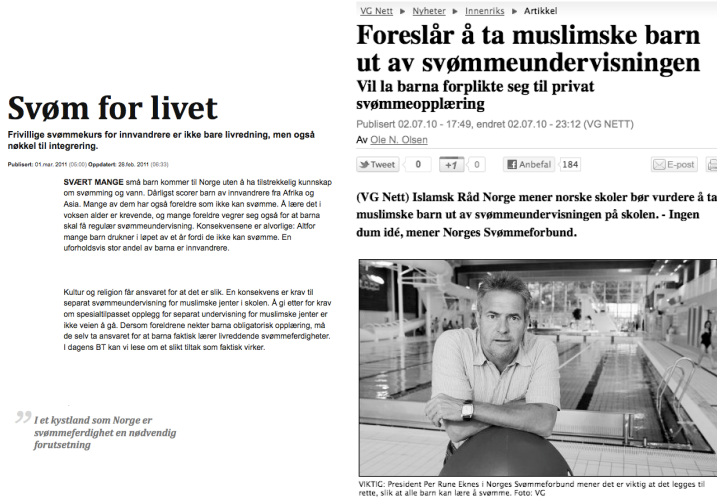 Svøm for livet
Frivillige svømmekurs for innvandrere er ikke bare livredning, men også
nøkkel til integrering.
Publisert: 01.mar. 2011 (05:00) Oppdatert: 28.feb. 2011 (08:33)
SVÆRT MANGE små barn kommer til Norge uten å ha tilstrekkelig kunnskap
om svømming og vann. Dårligst scorer barn av innvandrere fra Afrika og
Asia. Mange av dem har også foreldre som ikke kan svømme. Å lære det i
voksen alder er krevende, og mange foreldre vegrer seg også for at barna
skal få regulær svømmeundervisning. Konsekvensene er alvorlige: Altfor
mange barn drukner i løpet av et år fordi de ikke kan svømme. En
uforholdsvis stor andel av barna er innvandrere.
Kultur og religion får ansvaret for at det er slik. En konsekvens er krav til
separat svømmeundervisning for muslimske jenter i skolen. Å gi etter for krav
om spesialtilpasset opplegg for separat undervisning for muslimske jenter er
ikke veien å gå. Dersom foreldrene nekter barna obligatorisk opplæring, må
de selv ta ansvaret for at barna faktisk lærer livreddende svømmeferdigheter.
I dagens BT kan vi lese om et slikt tiltak som faktisk virker.
” I et kystland som Norge er
svømmeferdighet en nødvendig
forutsetning
VG Nett ▶ Nyheter ▶ Innenriks ▶ Artikkel
Foreslår å ta muslimske barn
ut av svømmeundervisningen
Vil la barna forplikte seg til privat
svømmeopplæring
Publisert 02.07.10 - 17:49, endret 02.07.10 - 23:12 (VG NETT)
Av Ole N. Olsen
Tweet 0 +1 0 Anbefal 184 E-post
(VG Nett) Islamsk Råd Norge mener norske skoler bør vurdere å ta
muslimske barn ut av svømmeundervisningen på skolen. - Ingen
dum idé, mener Norges Svømmeforbund.
VIKTIG: President Per Rune Eknes i Norges Svømmeforbund mener det er viktig at det legges til
rette, slik at alle barn kan lære å svømme. Foto: VG